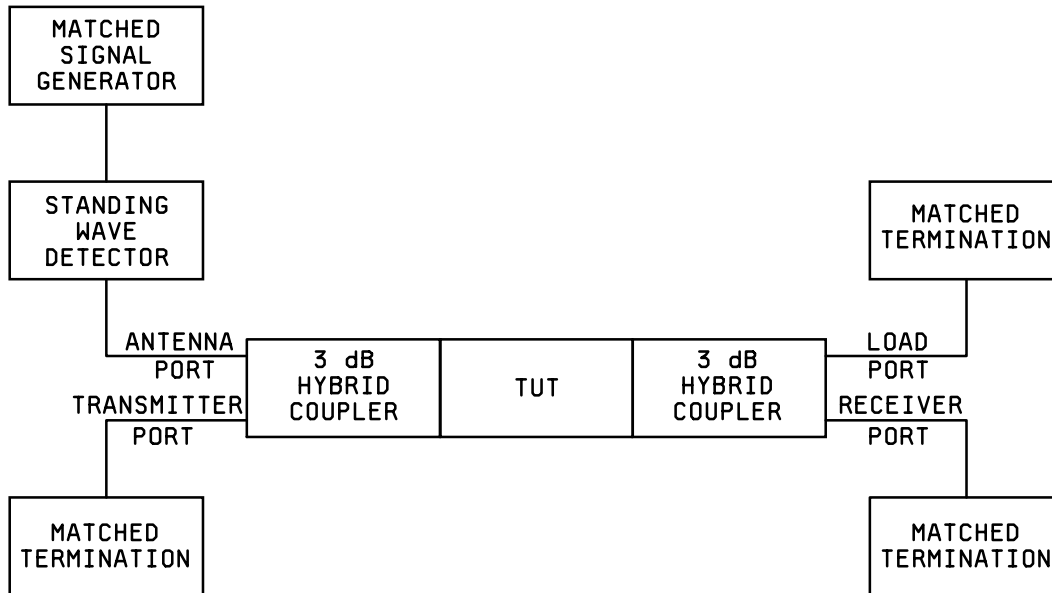 MATCHED
SIGNAL
GENERATOR
STANDING
WAVE
DETECTOR
MATCHED
TERMINATION
ANTENNA
PORT
TRANSMITTER
PORT
3 dB
HYBRID
COUPLER
TUT
3 dB
HYBRID
COUPLER
LOAD
PORT
RECEIVER
PORT
MATCHED
TERMINATION
MATCHED
TERMINATION